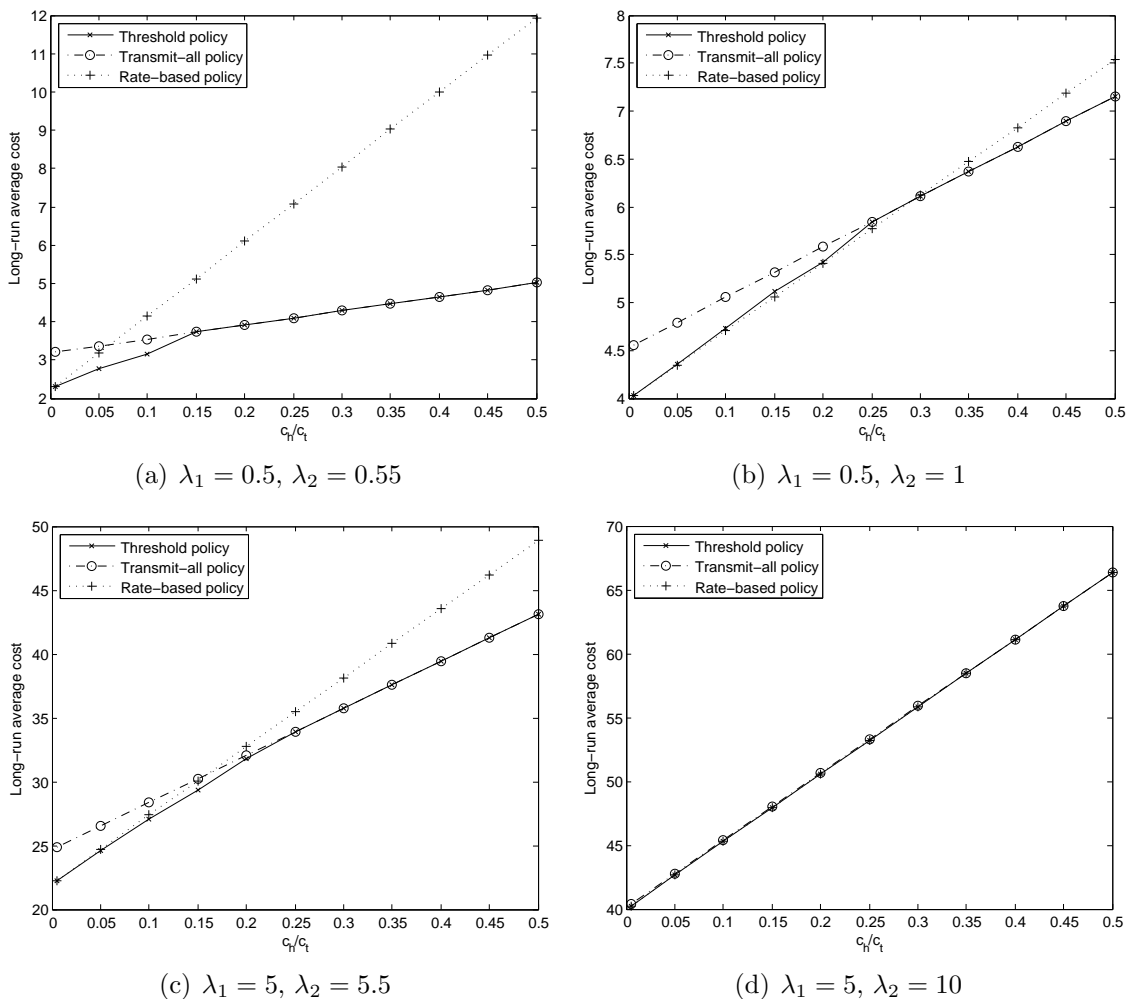 12
11
10
9
8
7
6
5
4
3
2
Long−run average cost
Threshold policy
Transmit−all policy
Rate−based policy
0 0.05 0.1 0.15 0.2 0.25 0.3 0.35 0.4 0.45 0.5
c_h/c_t
(a) λ₁ = 0.5, λ₂ = 0.55
8
7.5
7
6.5
6
5.5
5
4.5
4
Long−run average cost
Threshold policy
Transmit−all policy
Rate−based policy
0 0.05 0.1 0.15 0.2 0.25 0.3 0.35 0.4 0.45 0.5
c_h/c_t
(b) λ₁ = 0.5, λ₂ = 1
50
45
40
35
30
25
20
Long−run average cost
Threshold policy
Transmit−all policy
Rate−based policy
0 0.05 0.1 0.15 0.2 0.25 0.3 0.35 0.4 0.45 0.5
c_h/c_t
(c) λ₁ = 5, λ₂ = 5.5
70
65
60
55
50
45
40
Long−run average cost
Threshold policy
Transmit−all policy
Rate−based policy
0 0.05 0.1 0.15 0.2 0.25 0.3 0.35 0.4 0.45 0.5
c_h/c_t
(d) λ₁ = 5, λ₂ = 10